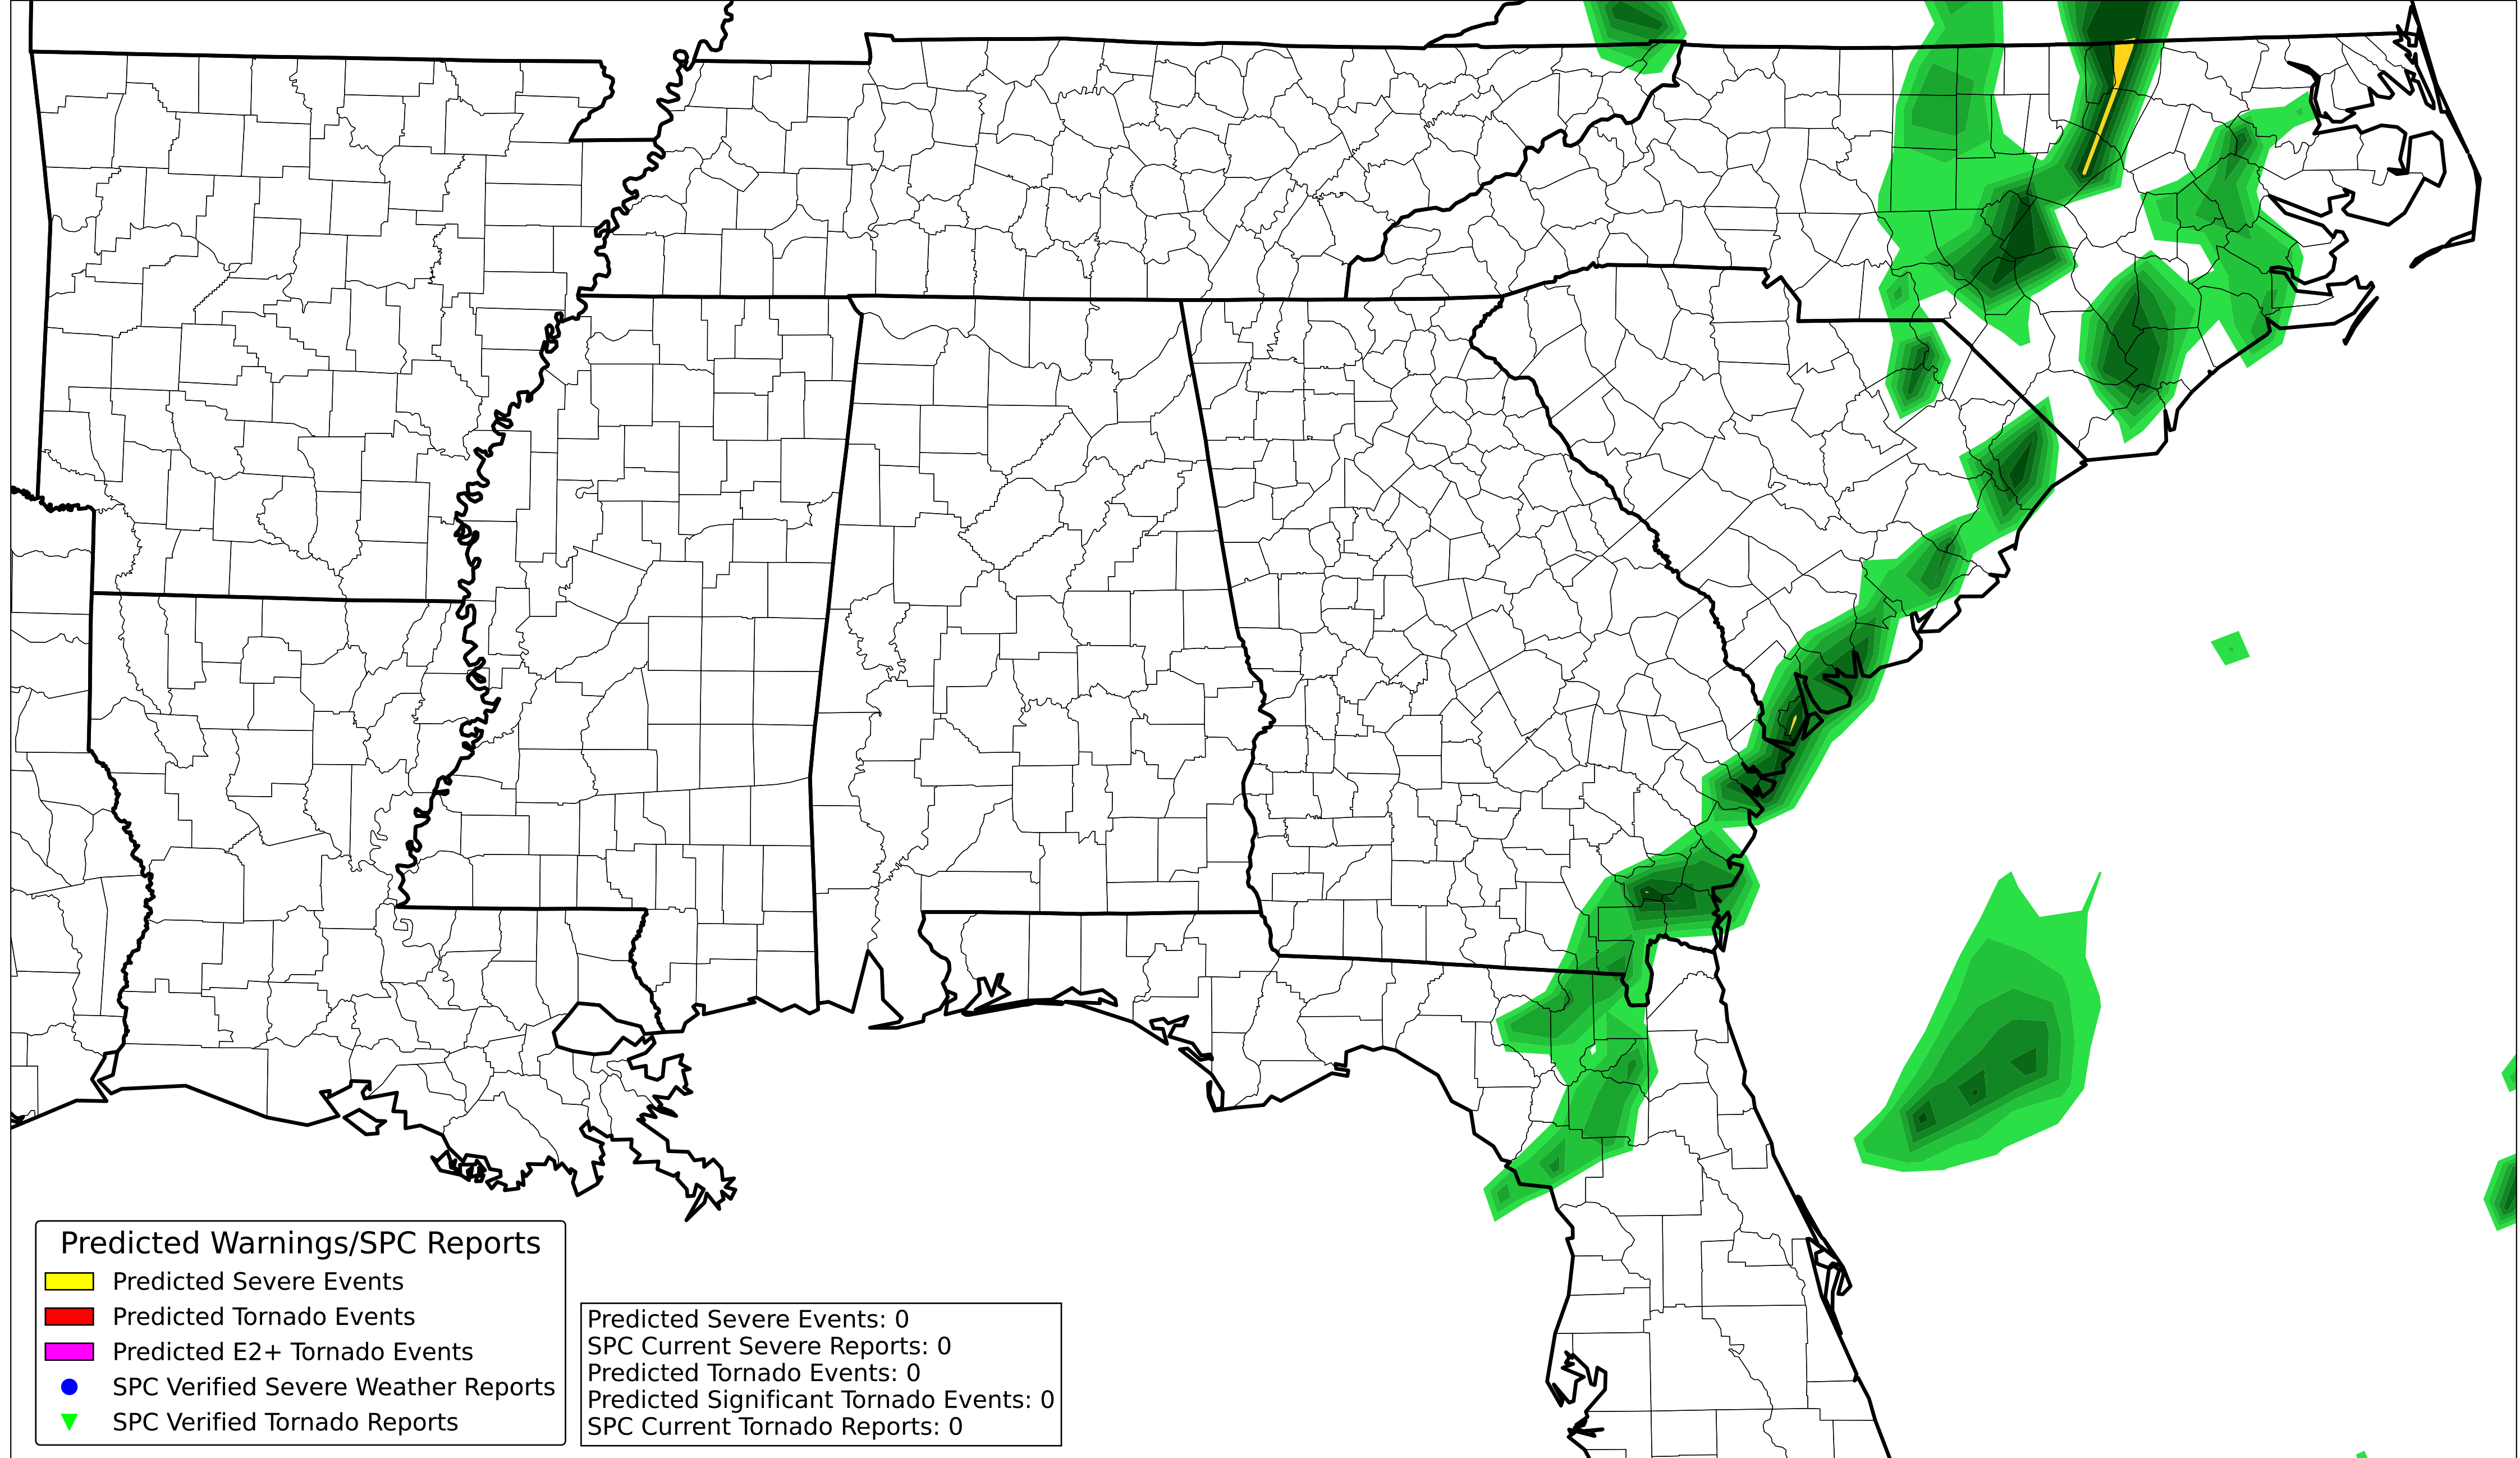 Predicted Warnings/SPC Reports
Predicted Severe Events
Predicted Tornado Events
Predicted E2+ Tornado Events
SPC Verified Severe Weather Reports
SPC Verified Tornado Reports
Predicted Severe Events: 0
SPC Current Severe Reports: 0
Predicted Tornado Events: 0
Predicted Significant Tornado Events: 0
SPC Current Tornado Reports: 0